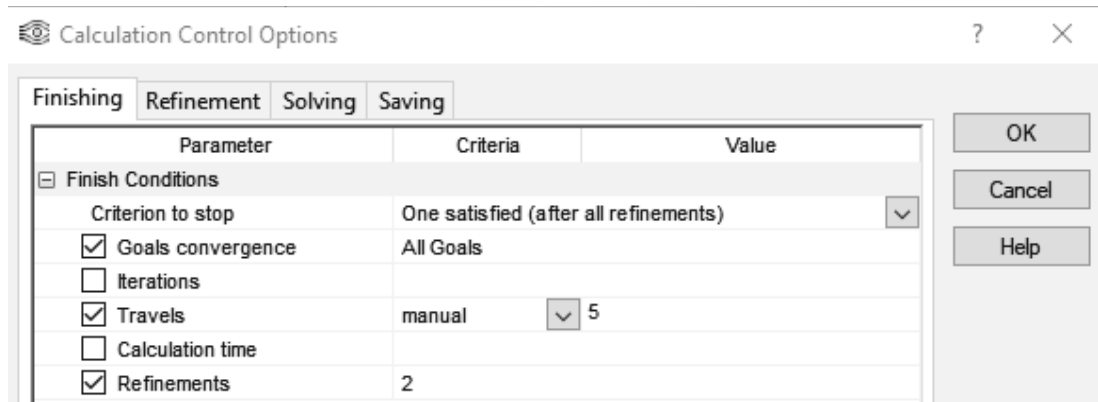 Calculation Control Options ?
Finishing Refinement Solving Saving
Parameter Criteria Value
Finish Conditions
Criterion to stop One satisfied (after all refinements)
Goals convergence All Goals
Iterations
Travels manual 5
Calculation time
Refinements 2
OK
Cancel
Help